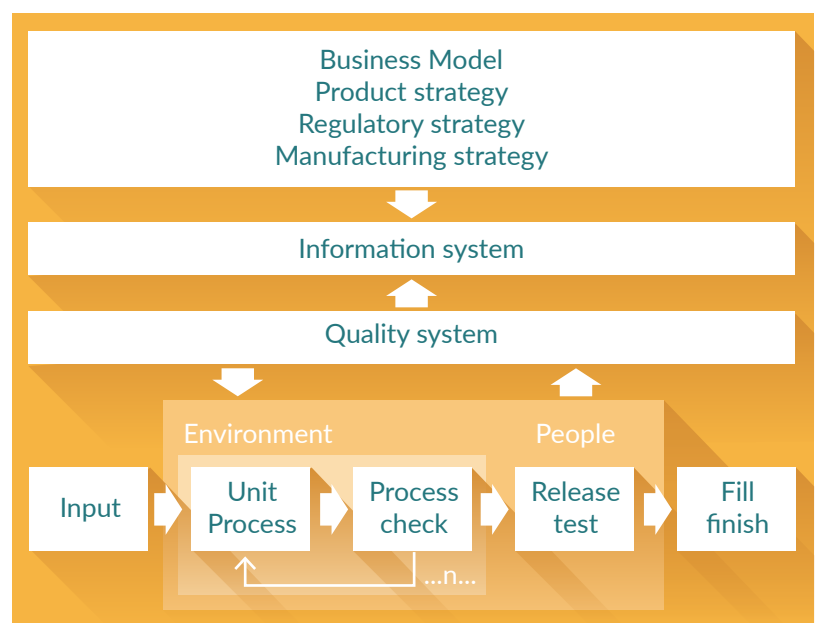 Business Model
Product strategy
Regulatory strategy
Manufacturing strategy
Information system
Quality system
Environment
People
Input
Unit
Process
Process
check
Release
test
Fill
finish
...n...